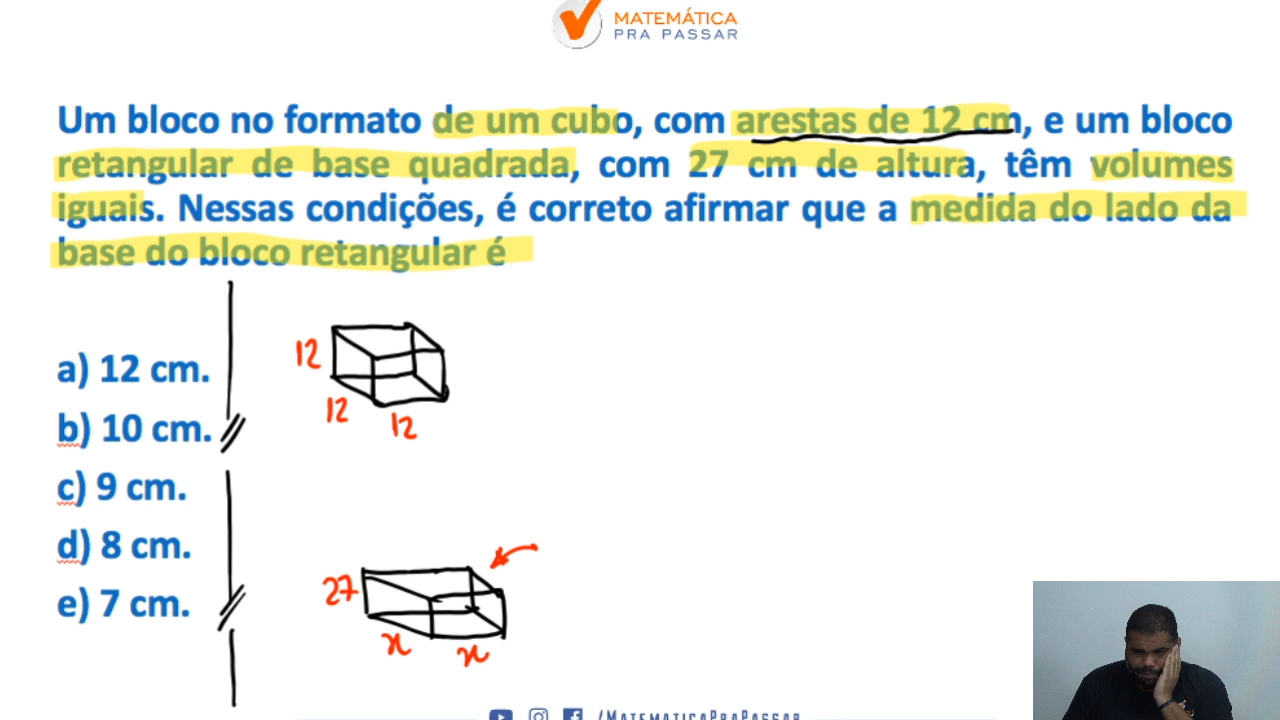 MATEMÁTICA
PRA PASSAR
Um bloco no formato de um cubo, com arestas de 12 cm, e um bloco
retangular de base quadrada, com 27 cm de altura, têm volumes
iguais. Nessas condições, é correto afirmar que a medida do lado da
base do bloco retangular é
a) 12 cm.
b) 10 cm.
c) 9 cm.
d) 8 cm.
e) 7 cm.
12
12
12
27
x
x
/MATEMATICAPRAPASSAR